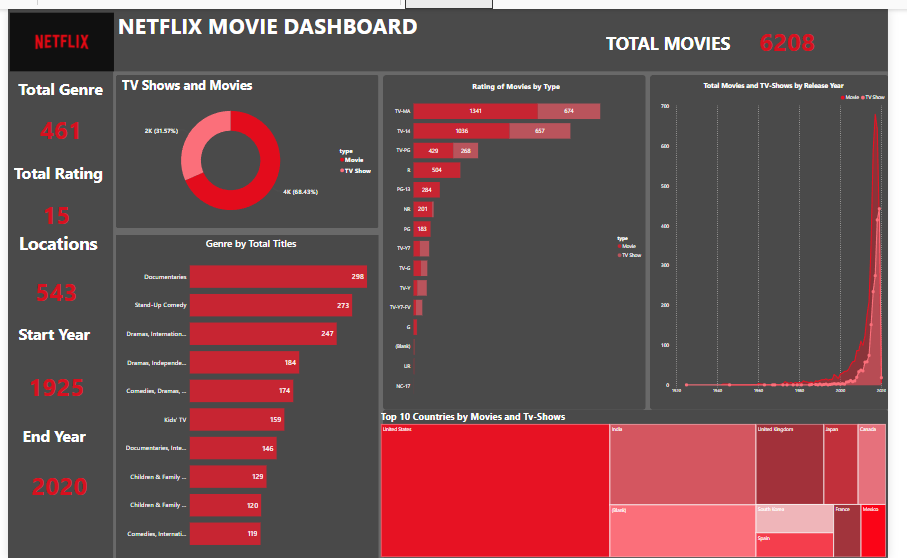 NETFLIX
NETFLIX MOVIE DASHBOARD
TOTAL MOVIES 6208
Total Genre
461
Total Rating
15
Locations
543
Start Year
1925
End Year
2020
TV Shows and Movies
2K (31.57%)
4K (68.43%)
type
Movie
TV Show
Genre by Total Titles
Documentaries 298
Stand-Up Comedy 273
Dramas, Internation... 247
Dramas, Independe... 184
Comedies, Dramas, ... 174
Kids' TV 159
Documentaries, Inte... 146
Children & Family ... 129
Children & Family ... 120
Comedies, Internati... 119
Rating of Movies by Type
TV-MA 1341 674
TV-14 1036 657
TV-PG 429 268
R 504
PG-13 284
NR 201
PG 183
TV-Y7
TV-G
TV-Y
TV-Y7-FV
G
(Blank)
UR
NC-17
type
Movie
TV Show
Total Movies and TV-Shows by Release Year
Movie TV Show
700
600
500
400
300
200
100
0
1920 1940 1960 1980 2000 2020
Top 10 Countries by Movies and Tv-Shows
United States
India
(Blank)
United Kingdom
Japan
Canada
South Korea
Spain
France
Mexico